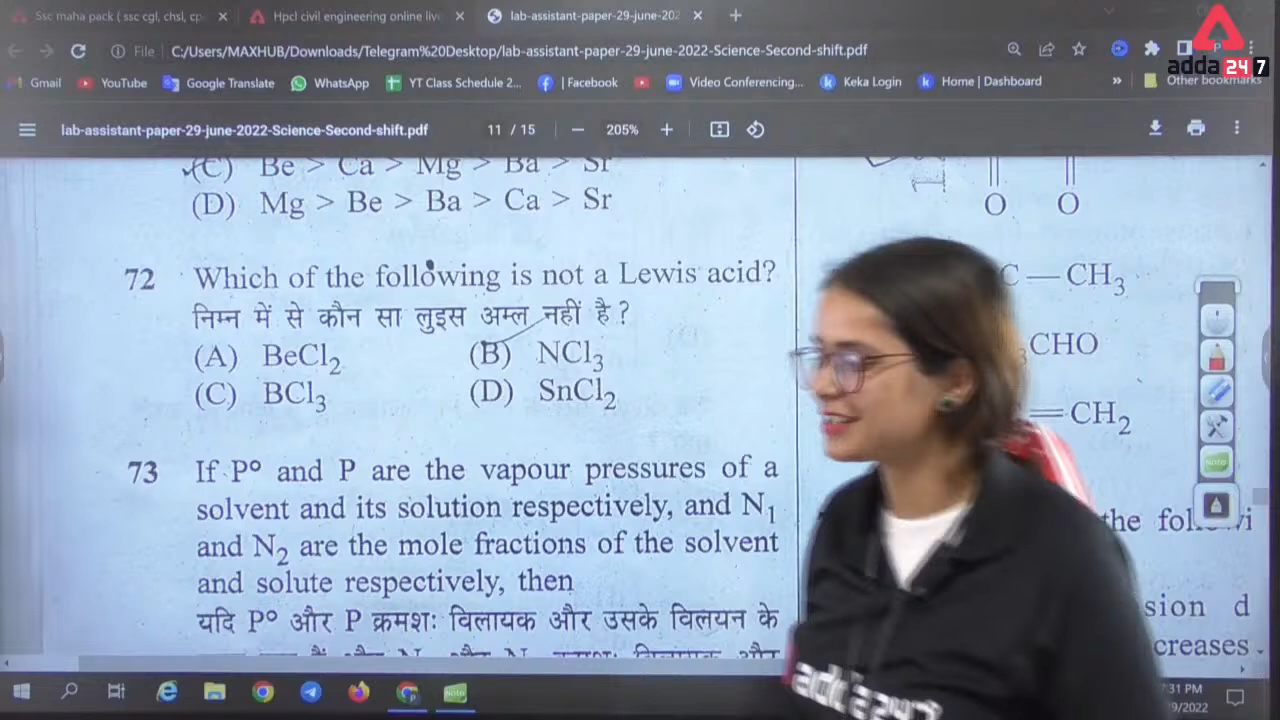 Ssc maha pack ( ssc cgl, chsl, cp
Hpcl civil engineering online live
lab-assistant-paper-29-june-202
adda 247
File C:/Users/MAXHUB/Downloads/Telegram%20Desktop/lab-assistant-paper-29-june-2022-Science-Second-shift.pdf
Gmail YouTube Google Translate WhatsApp YT Class Schedule 2... | Facebook Video Conferencing... Keka Login Home | Dashboard » Other bookmarks
lab-assistant-paper-29-june-2022-Science-Second-shift.pdf 11 / 15 205%
(C) Be > Ca > Mg > Ba > Sr
(D) Mg > Be > Ba > Ca > Sr
72 Which of the following is not a Lewis acid?
निम्न में से कौन सा लुइस अम्ल नहीं है ?
(A) BeCl₂ (B) NCl₃
(C) BCl₃ (D) SnCl₂
73 If P° and P are the vapour pressures of a
solvent and its solution respectively, and N₁
and N₂ are the mole fractions of the solvent
and solute respectively, then
यदि P° और P क्रमशः विलायक और उसके विलयन के
O O
C — CH₃
₃CHO
=CH₂
the followi
sion d
creases
Note
adda247
7:31 PM
9/2022